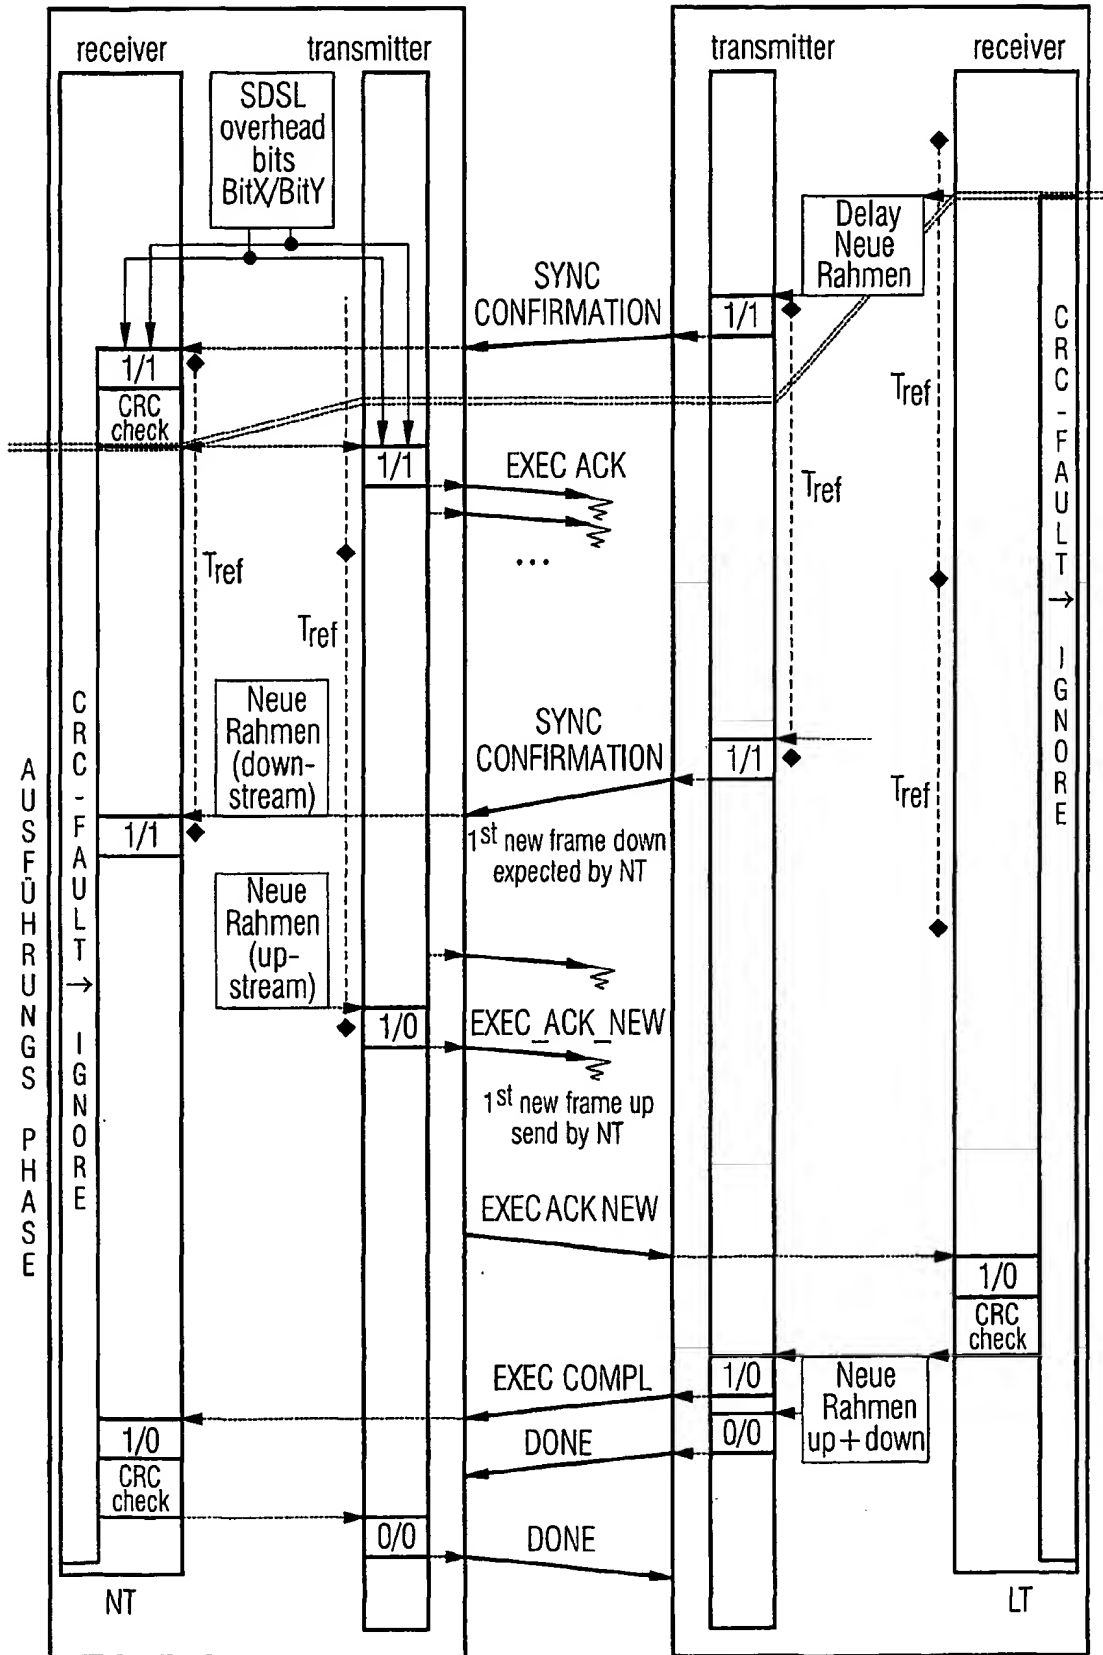 receiver
transmitter
transmitter
receiver
SDSL
overhead
bits
BitX/BitY
Delay
Neue
Rahmen
SYNC
CONFIRMATION
1/1
1/1
CRC
check
1/1
EXEC ACK
...
Tref
Tref
Tref
Tref
Tref
CRC-FAULT → IGNORE
Neue
Rahmen
(down-
stream)
SYNC
CONFIRMATION
1/1
1/1
1st new frame down
expected by NT
AUSFÜHRUNGS PHASE
CRC-FAULT → IGNORE
Neue
Rahmen
(up-
stream)
1/0
EXEC_ACK_NEW
1st new frame up
send by NT
EXEC ACK NEW
1/0
CRC
check
EXEC COMPL
1/0
Neue
Rahmen
up+down
0/0
DONE
1/0
CRC
check
0/0
DONE
NT
LT